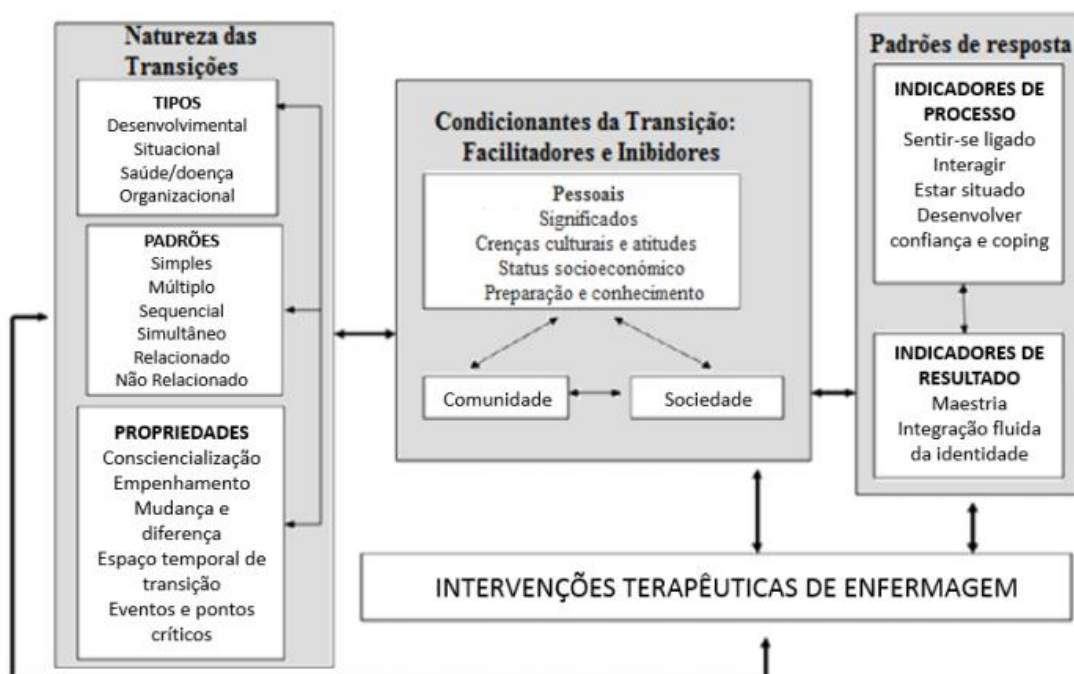 Natureza das
Transições
TIPOS
Desenvolvimental
Situacional
Saúde/doença
Organizacional
PADRÕES
Simples
Múltiplo
Sequencial
Simultâneo
Relacionado
Não Relacionado
PROPRIEDADES
Consciencialização
Empenhamento
Mudança e
diferença
Espaço temporal de
transição
Eventos e pontos
críticos
Condicionantes da Transição:
Facilitadores e Inibidores
Pessoais
Significados
Crenças culturais e atitudes
Status socioeconómico
Preparação e conhecimento
Comunidade
Sociedade
Padrões de resposta
INDICADORES DE
PROCESSO
Sentir-se ligado
Interagir
Estar situado
Desenvolver
confiança e coping
INDICADORES DE
RESULTADO
Maestria
Integração fluida
da identidade
INTERVENÇÕES TERAPÊUTICAS DE ENFERMAGEM